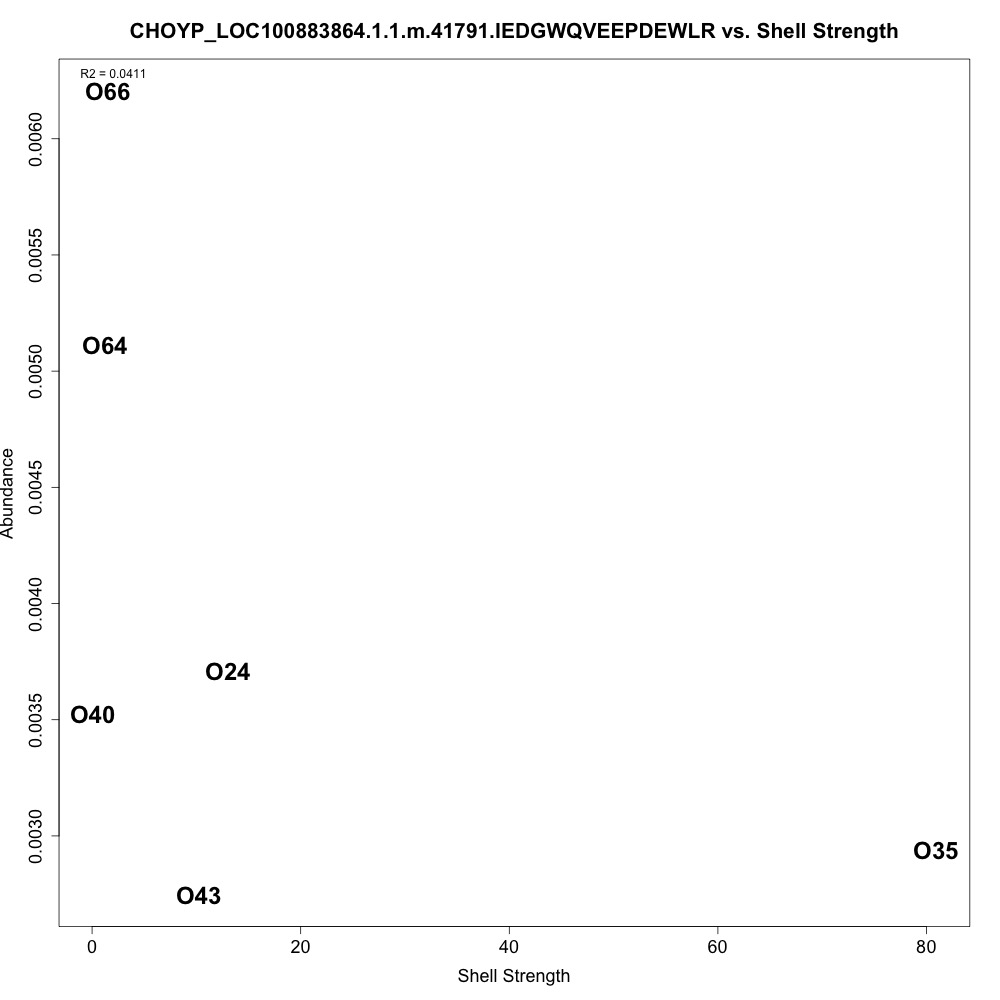 CHOYP_LOC100883864.1.1.m.41791.IEDGWQVEEPDEWLR vs. Shell Strength
R2 = 0.0411
O66
0.0060
0.0055
O64
0.0050
0.0045
Abundance
0.0040
O24
O40
0.0035
0.0030
O35
O43
0 20 40 60 80
Shell Strength